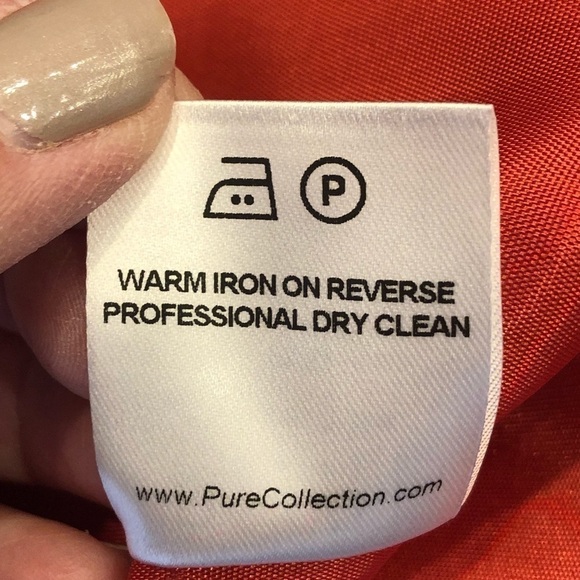 P
WARM IRON ON REVERSE
PROFESSIONAL DRY CLEAN
www.PureCollection.com